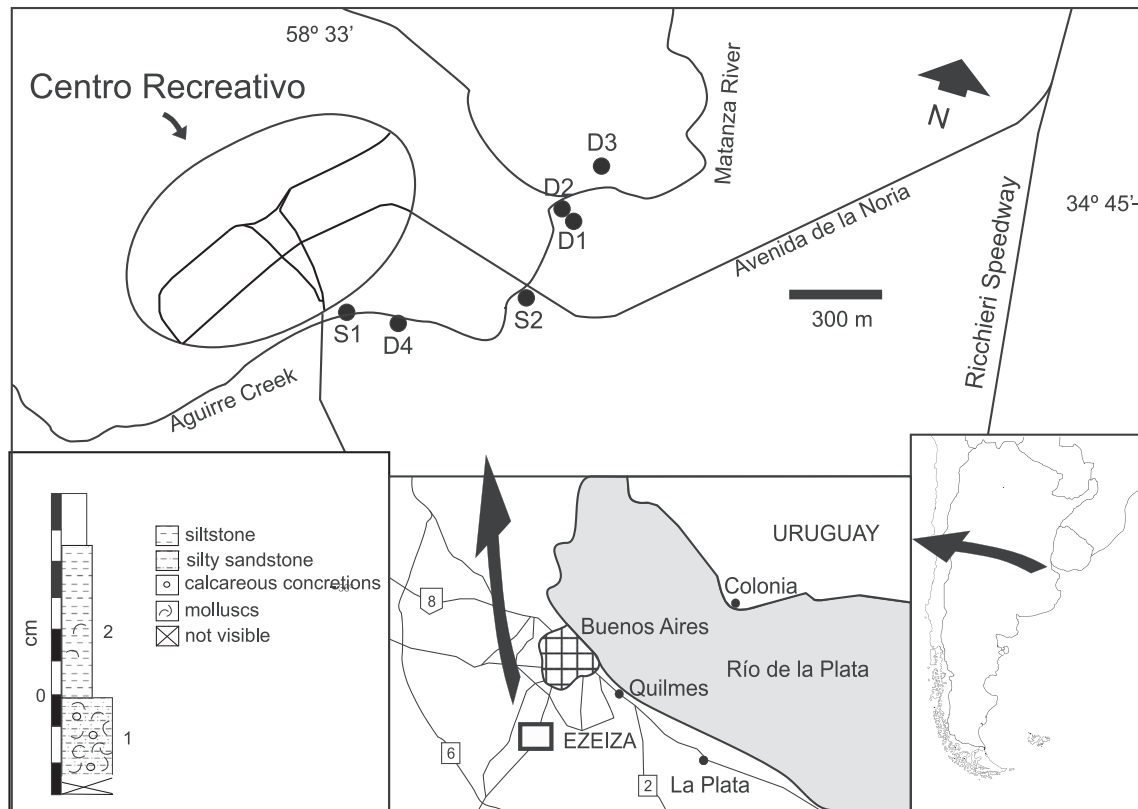 58º 33'
Centro Recreativo
Matanza River
N
D3
D2
D1
34º 45'
Avenida de la Noria
Ricchieri Speedway
300 m
S1
D4
S2
Aguirre Creek
siltstone
silty sandstone
calcareous concretions
molluscs
not visible
cm
2
0
1
URUGUAY
Colonia
8
Buenos Aires
Río de la Plata
Quilmes
EZEIZA
6
2
La Plata